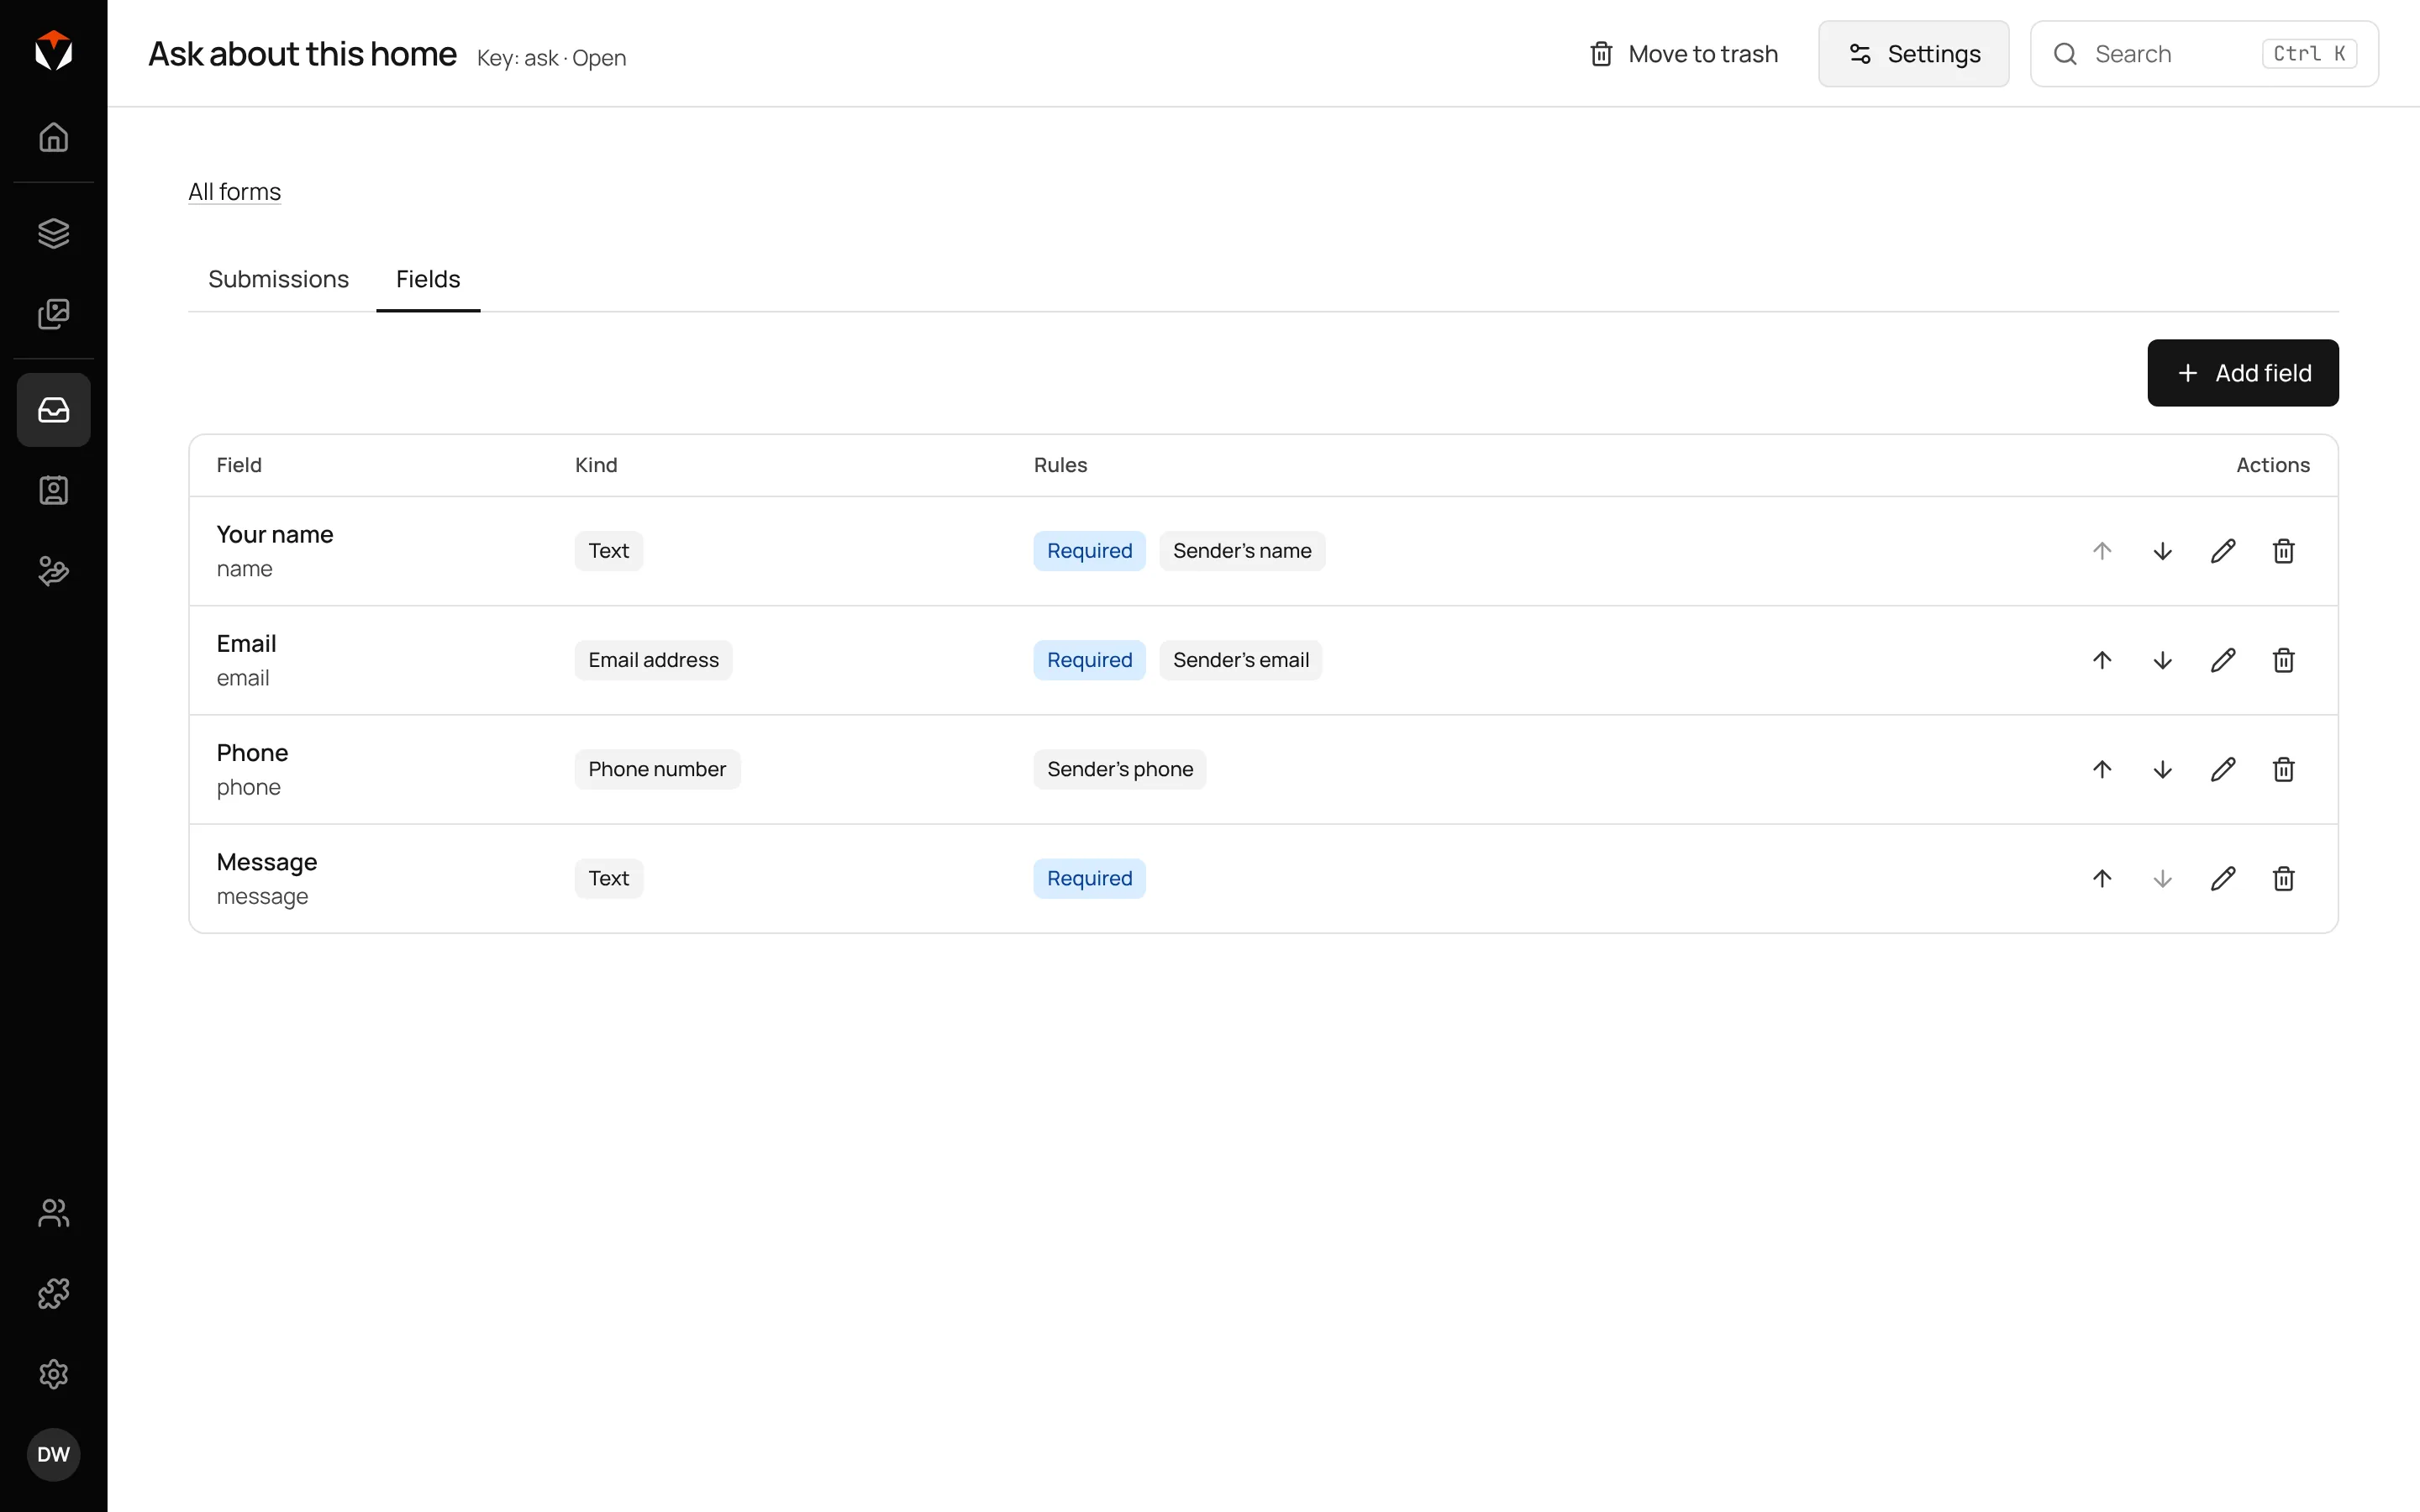 Ask about this home
Key: ask · Open
Move to trash
Settings
Search
Ctrl K
All forms
Submissions
Fields
Add field
Field
Kind
Rules
Actions
Your name
name
Text
Required
Sender's name
Email
email
Email address
Required
Sender's email
Phone
phone
Phone number
Sender's phone
Message
message
Text
Required
DW